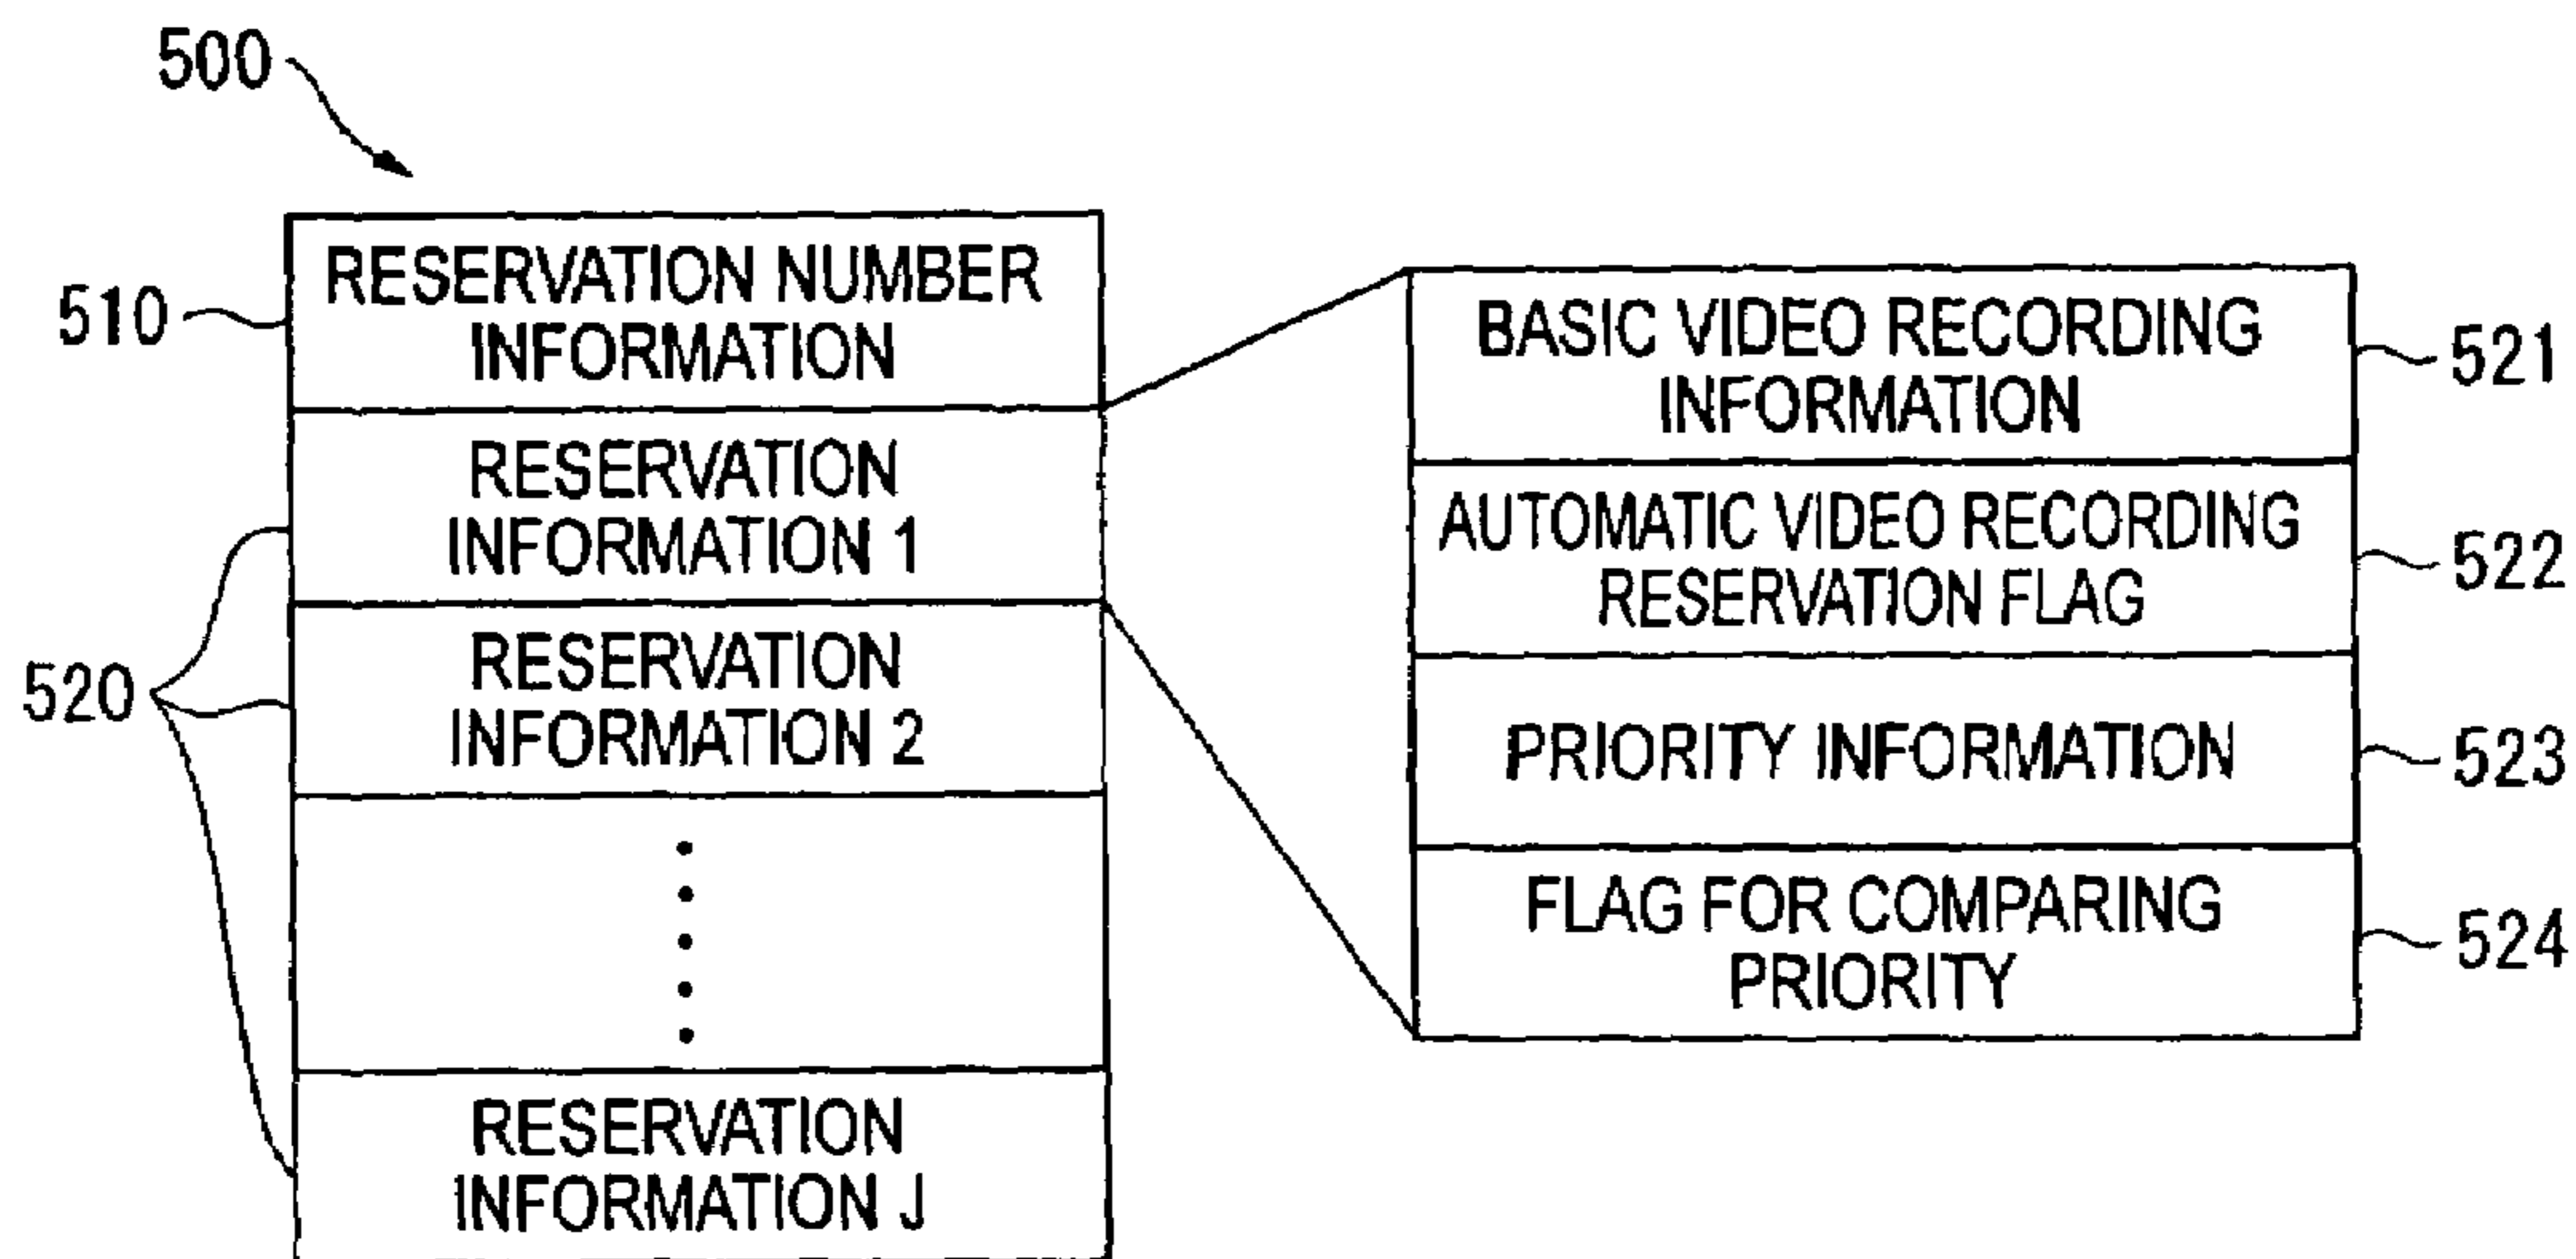 500
510
RESERVATION NUMBER
INFORMATION
RESERVATION
INFORMATION 1
520
RESERVATION
INFORMATION 2
RESERVATION
INFORMATION J
BASIC VIDEO RECORDING
INFORMATION
521
AUTOMATIC VIDEO RECORDING
RESERVATION FLAG
522
PRIORITY INFORMATION
523
FLAG FOR COMPARING
PRIORITY
524